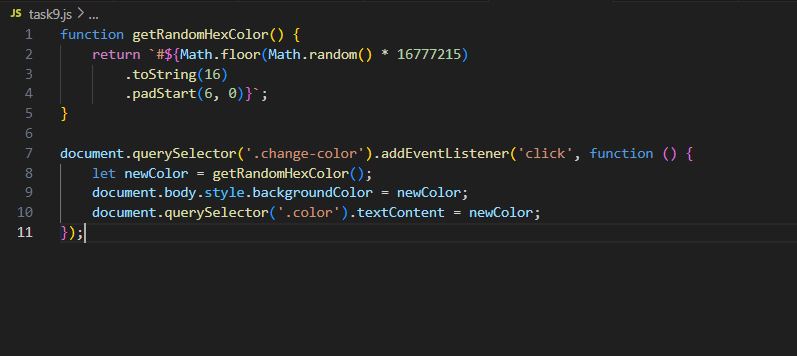 JS task9.js > ...
1 function getRandomHexColor() {
2     return `#${Math.floor(Math.random() * 16777215)
3         .toString(16)
4         .padStart(6, 0)}`;
5 }
6
7 document.querySelector('.change-color').addEventListener('click', function () {
8     let newColor = getRandomHexColor();
9     document.body.style.backgroundColor = newColor;
10     document.querySelector('.color').textContent = newColor;
11 });